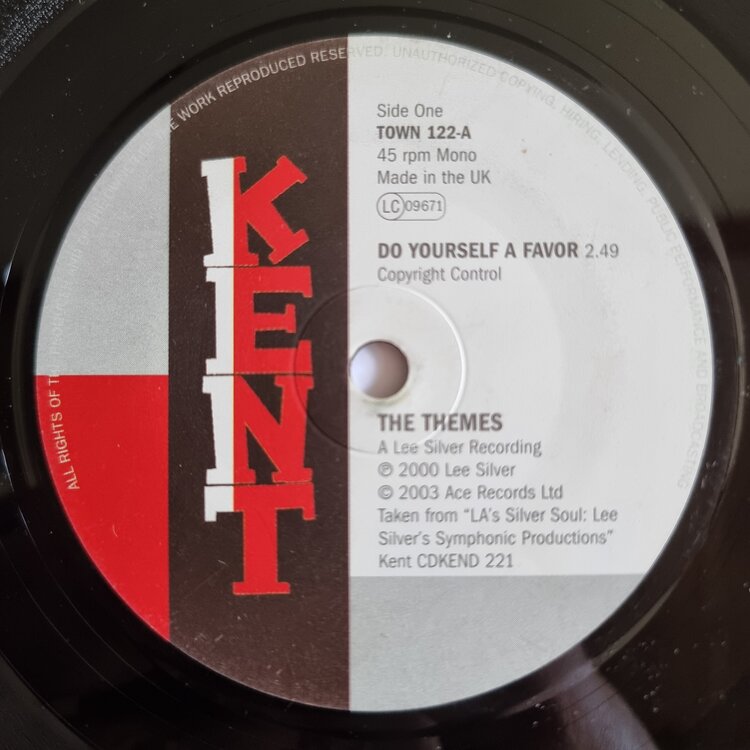 ALL RIGHTS OF T
E WORK REPRODUCED RESERVED. UNAUTHORIZED COPYING, HIRING, LENDING, PUBLIC PERFORMANCE AND BROADCASTING
KENT
Side One
TOWN 122-A
45 rpm Mono
Made in the UK
LC 09671
DO YOURSELF A FAVOR 2.49
Copyright Control
THE THEMES
A Lee Silver Recording
℗ 2000 Lee Silver
© 2003 Ace Records Ltd
Taken from “LA's Silver Soul: Lee
Silver's Symphonic Productions”
Kent CDKEND 221